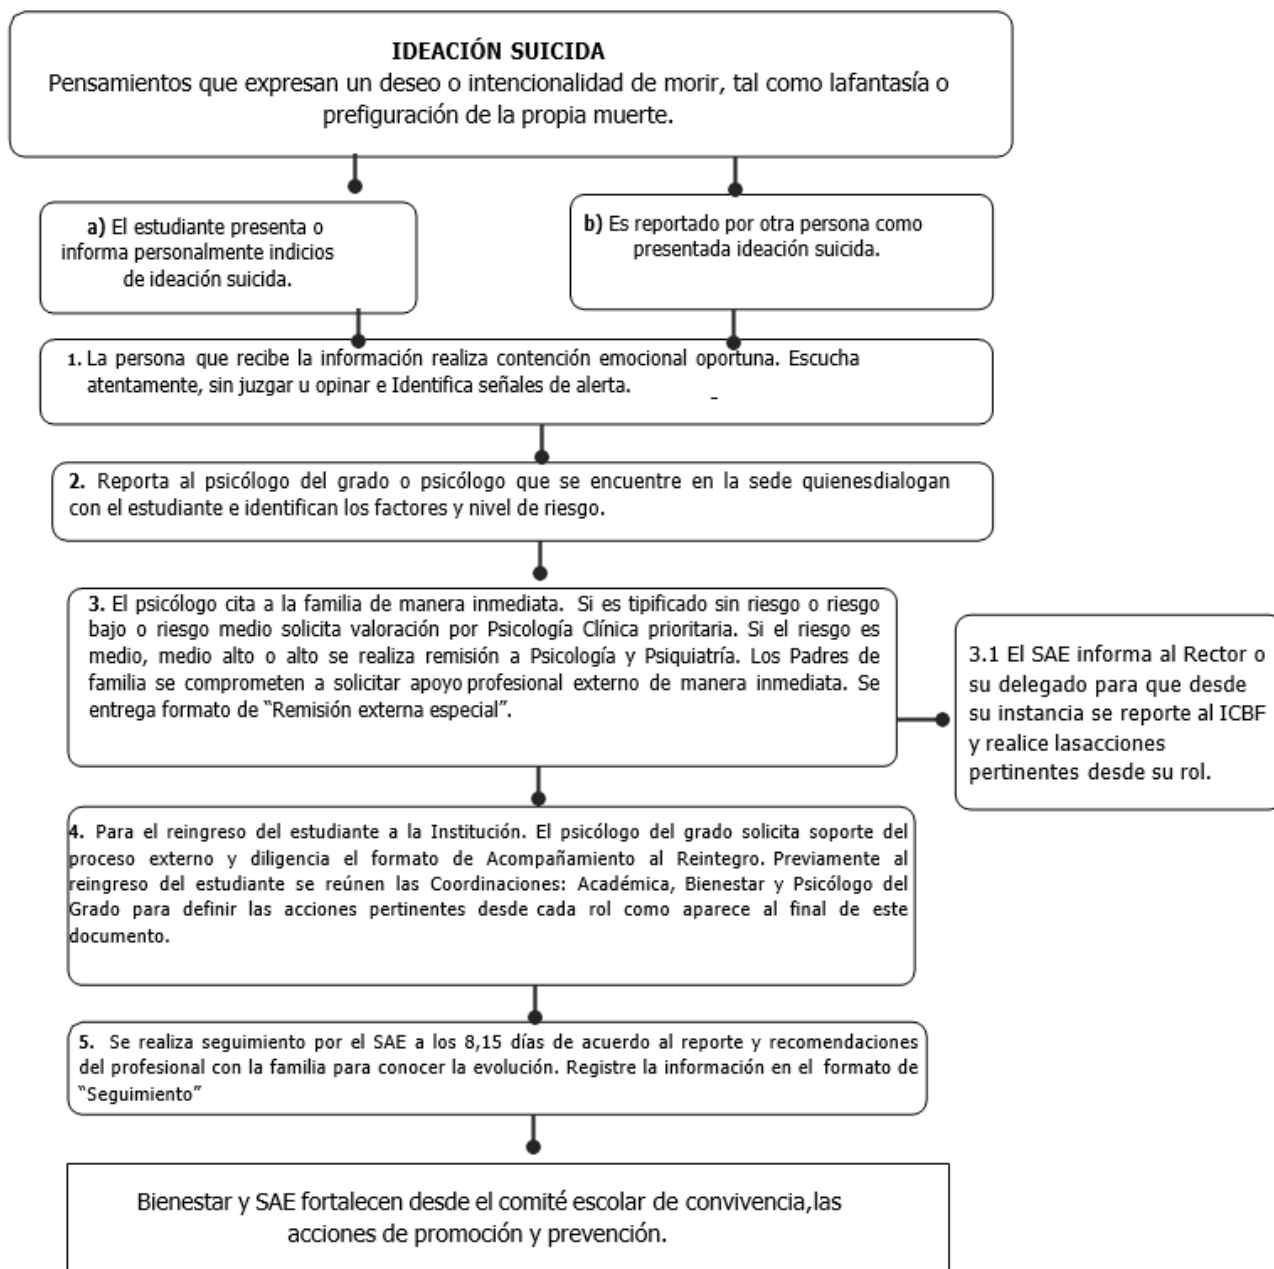 IDEACIÓN SUICIDA
Pensamientos que expresan un deseo o intencionalidad de morir, tal como lafantasía o
prefiguración de la propia muerte.
a) El estudiante presenta o
informa personalmente indicios
de ideación suicida.
b) Es reportado por otra persona como
presentada ideación suicida.
1. La persona que recibe la información realiza contención emocional oportuna. Escucha
atentamente, sin juzgar u opinar e Identifica señales de alerta.
2. Reporta al psicólogo del grado o psicólogo que se encuentre en la sede quienesdialogan
con el estudiante e identifican los factores y nivel de riesgo.
3. El psicólogo cita a la familia de manera inmediata. Si es tipificado sin riesgo o riesgo
bajo o riesgo medio solicita valoración por Psicología Clínica prioritaria. Si el riesgo es
medio, medio alto o alto se realiza remisión a Psicología y Psiquiatría. Los Padres de
familia se comprometen a solicitar apoyo profesional externo de manera inmediata. Se
entrega formato de “Remisión externa especial”.
3.1 El SAE informa al Rector o
su delegado para que desde
su instancia se reporte al ICBF
y realice lasacciones
pertinentes desde su rol.
4. Para el reingreso del estudiante a la Institución. El psicólogo del grado solicita soporte del
proceso externo y diligencia el formato de Acompañamiento al Reintegro. Previamente al
reingreso del estudiante se reúnen las Coordinaciones: Académica, Bienestar y Psicólogo del
Grado para definir las acciones pertinentes desde cada rol como aparece al final de este
documento.
5. Se realiza seguimiento por el SAE a los 8,15 días de acuerdo al reporte y recomendaciones
del profesional con la familia para conocer la evolución. Registre la información en el formato de
“Seguimiento”
Bienestar y SAE fortalecen desde el comité escolar de convivencia,las
acciones de promoción y prevención.